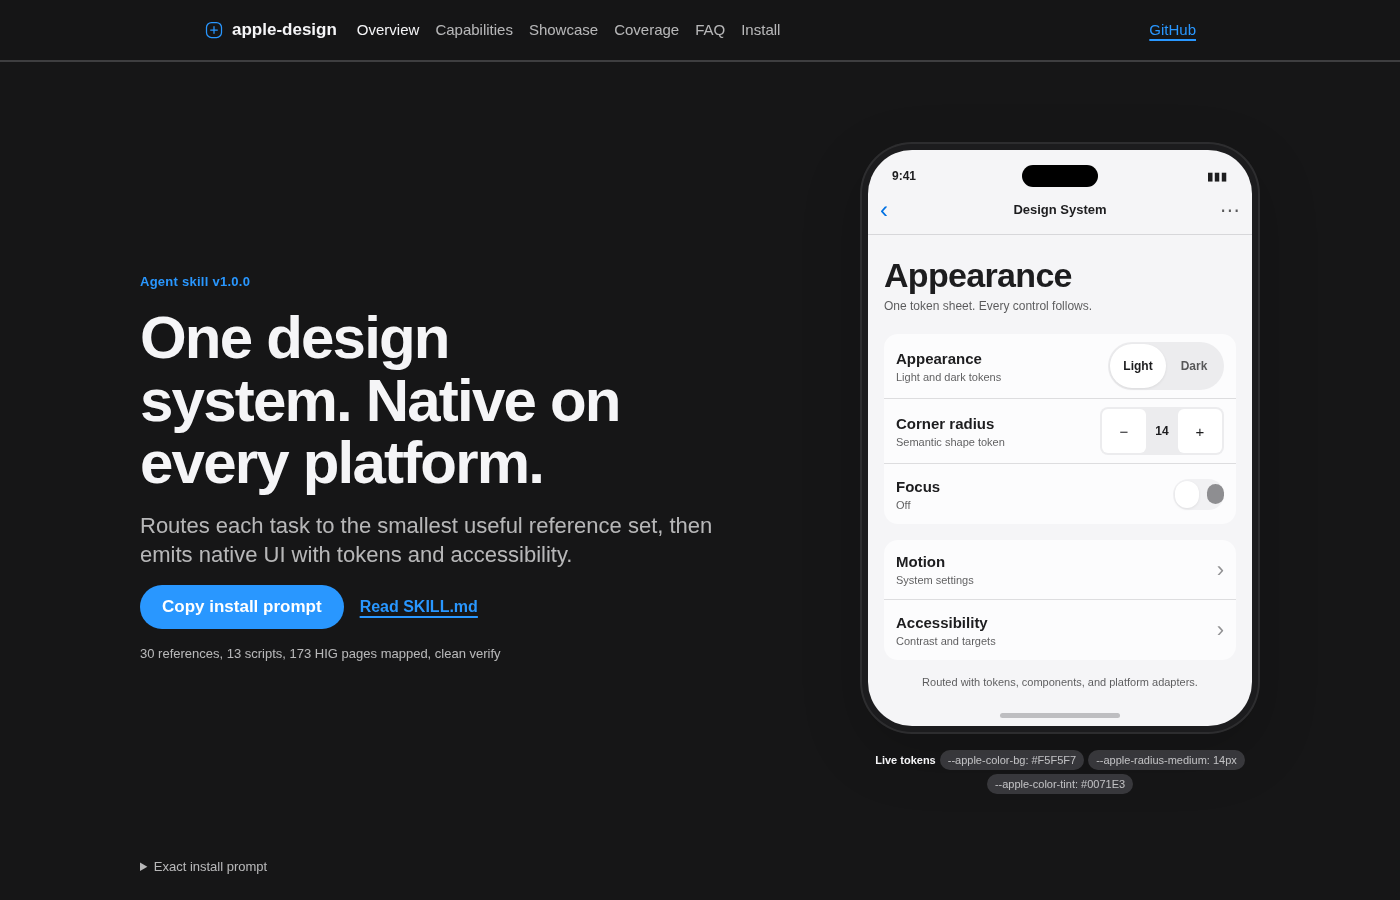 apple-design Overview Capabilities Showcase Coverage FAQ Install GitHub
Agent skill v1.0.0
One design
system. Native on
every platform.
Routes each task to the smallest useful reference set, then
emits native UI with tokens and accessibility.
Copy install prompt Read SKILL.md
30 references, 13 scripts, 173 HIG pages mapped, clean verify
9:41
‹ Design System ···
Appearance
One token sheet. Every control follows.
Appearance
Light and dark tokens
Light Dark
Corner radius
Semantic shape token
− 14 +
Focus
Off
Motion
System settings
›
Accessibility
Contrast and targets
›
Routed with tokens, components, and platform adapters.
Live tokens --apple-color-bg: #F5F5F7 --apple-radius-medium: 14px
--apple-color-tint: #0071E3
▶ Exact install prompt